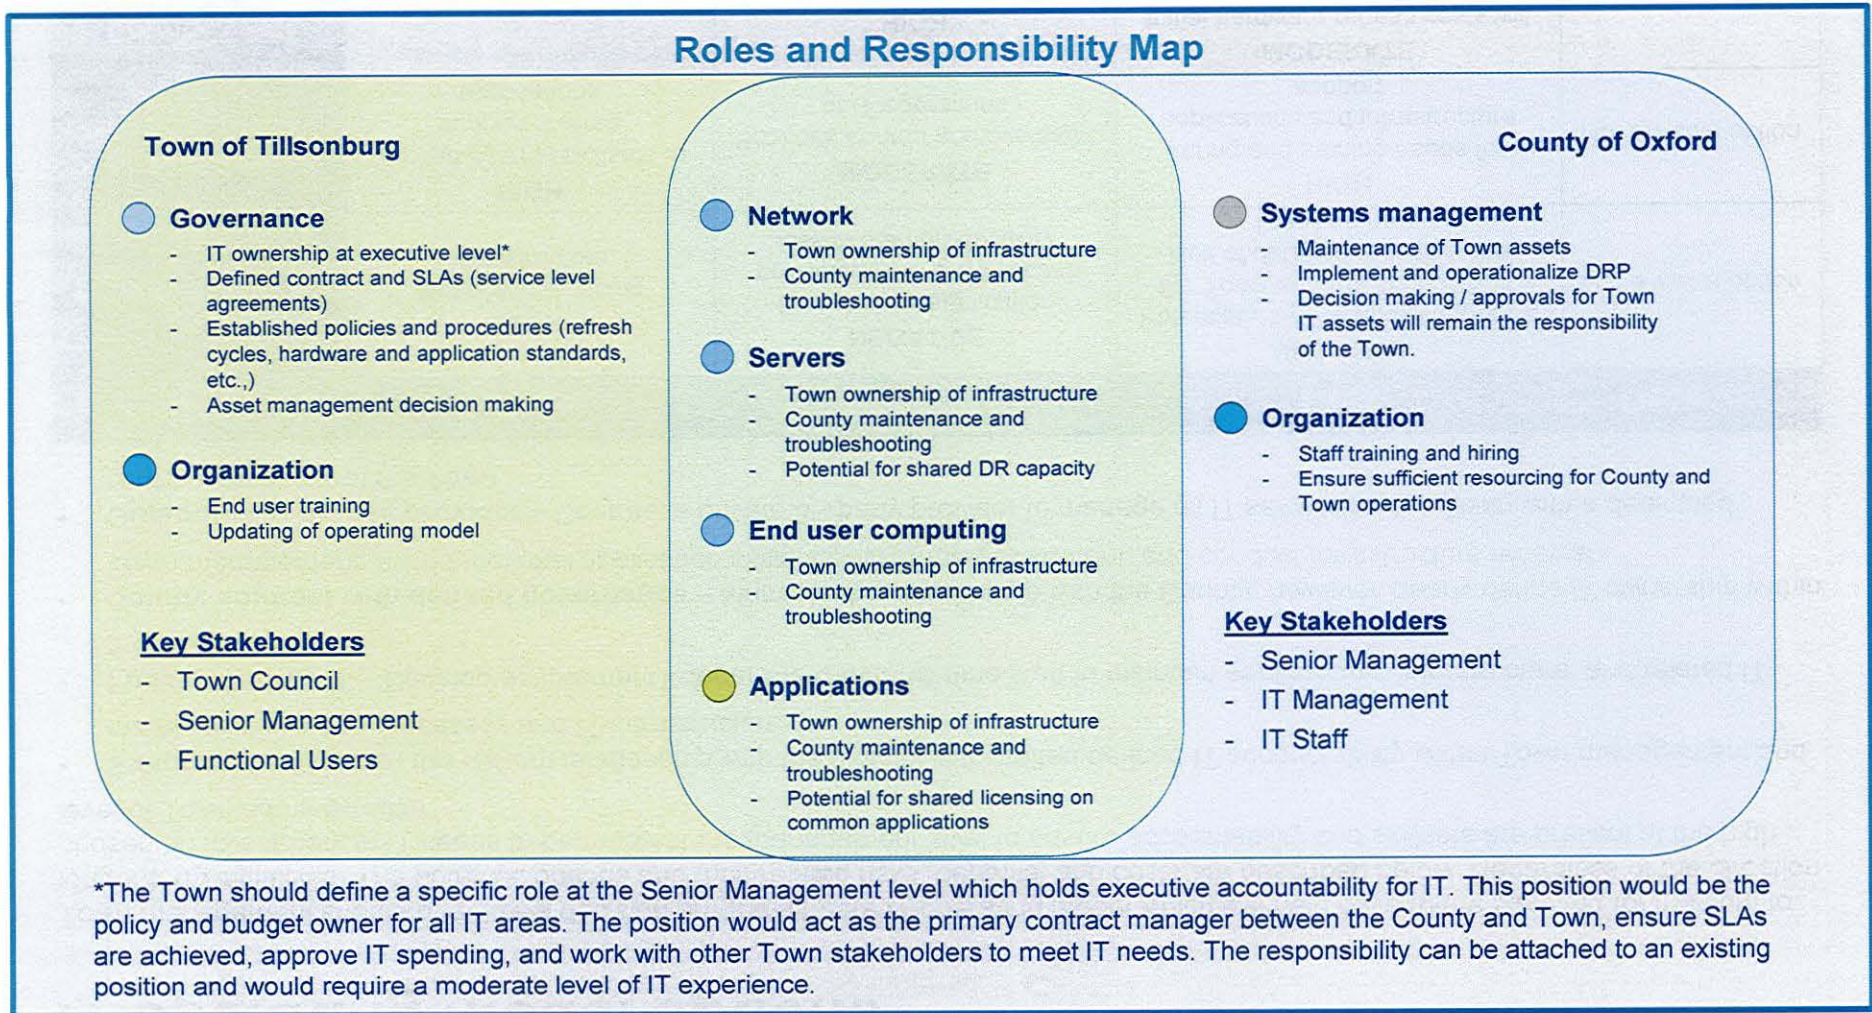 Roles and Responsibility Map
Town of Tillsonburg
Governance
- IT ownership at executive level*
- Defined contract and SLAs (service level
agreements)
- Established policies and procedures (refresh
cycles, hardware and application standards,
etc.,)
- Asset management decision making
Organization
- End user training
- Updating of operating model
Key Stakeholders
- Town Council
- Senior Management
- Functional Users
Network
- Town ownership of infrastructure
- County maintenance and
troubleshooting
Servers
- Town ownership of infrastructure
- County maintenance and
troubleshooting
- Potential for shared DR capacity
End user computing
- Town ownership of infrastructure
- County maintenance and
troubleshooting
Applications
- Town ownership of infrastructure
- County maintenance and
troubleshooting
- Potential for shared licensing on
common applications
County of Oxford
Systems management
- Maintenance of Town assets
- Implement and operationalize DRP
- Decision making / approvals for Town
IT assets will remain the responsibility
of the Town.
Organization
- Staff training and hiring
- Ensure sufficient resourcing for County and
Town operations
Key Stakeholders
- Senior Management
- IT Management
- IT Staff
*The Town should define a specific role at the Senior Management level which holds executive accountability for IT. This position would be the
policy and budget owner for all IT areas. The position would act as the primary contract manager between the County and Town, ensure SLAs
are achieved, approve IT spending, and work with other Town stakeholders to meet IT needs. The responsibility can be attached to an existing
position and would require a moderate level of IT experience.